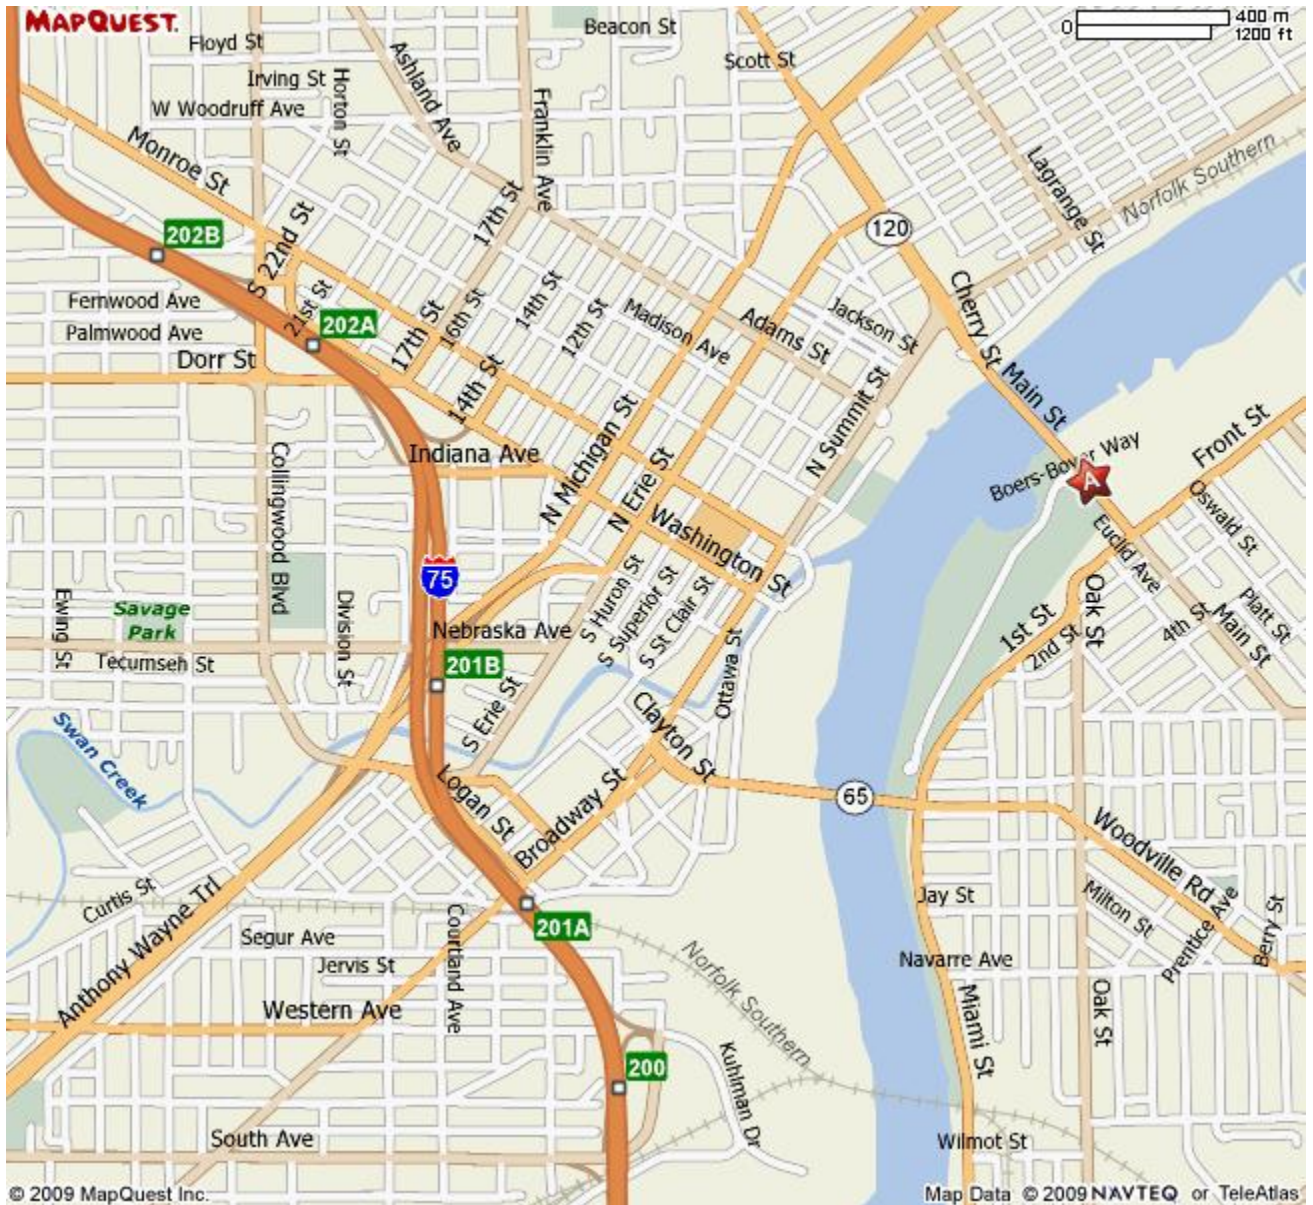 MAPQUEST.
400 m
0
1200 ft
Beacon St
Floyd St
Scott St
Ashland Ave
Irving St
Horton St
W Woodruff Ave
Franklin Ave
Monroe St
Lagrange St
Norfolk Southern
17th St
202B
S 22nd St
120
Fernwood Ave
21st St
14th St
16th St
12th St
Madison Ave
Adams St
Jackson St
Cherry St
Palmwood Ave
202A
17th St
Dorr St
14th St
N Summit St
Main St
Front St
Collingwood Blvd
Indiana Ave
N Michigan St
N Erie St
Boers-Boyer Way
A
Oswald St
Washington St
Euclid Ave
75
Ewing St
Savage
Park
Division St
S Huron St
S Superior St
S St Clair St
Oak St
Platt St
4th St
Main St
1st St
2nd St
Nebraska Ave
Tecumseh St
201B
Ottawa St
S Erie St
Clayton St
Swan Creek
Logan St
Broadway St
65
Woodville Rd
Curtis St
Anthony Wayne Trl
Jay St
Milton St
Prentice Ave
Berry St
Courtland Ave
201A
Segur Ave
Jervis St
Norfolk Southern
Navarre Ave
Western Ave
Miami St
Oak St
200
Kuhlman Dr
South Ave
Wilmot St
© 2009 MapQuest Inc.
Map Data © 2009 NAVTEQ or TeleAtlas